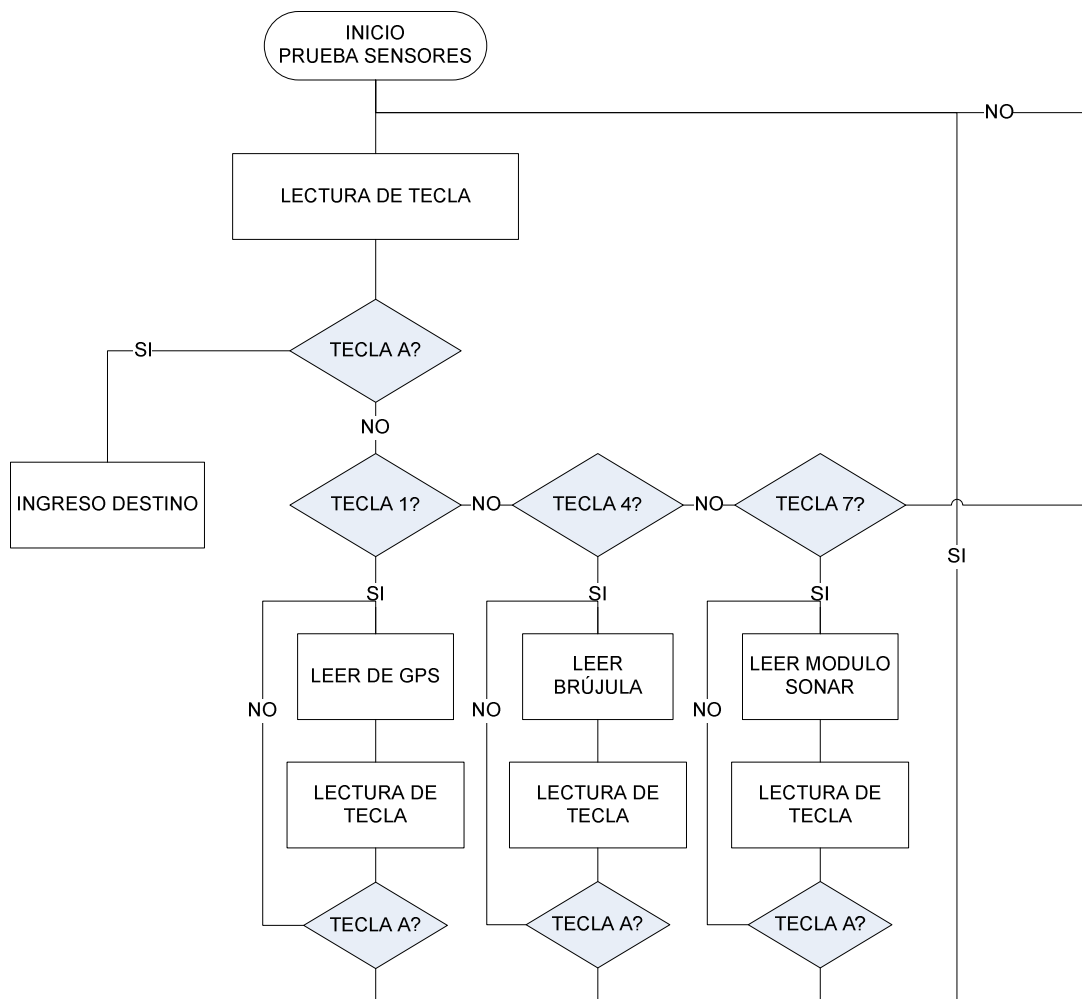 INICIO
PRUEBA SENSORES
NO
LECTURA DE TECLA
SI
TECLA A?
NO
INGRESO DESTINO
TECLA 1?
NO
TECLA 4?
NO
TECLA 7?
SI
SI
SI
SI
LEER DE GPS
LEER
BRÚJULA
LEER MODULO
SONAR
NO
NO
NO
LECTURA DE
TECLA
LECTURA DE
TECLA
LECTURA DE
TECLA
TECLA A?
TECLA A?
TECLA A?